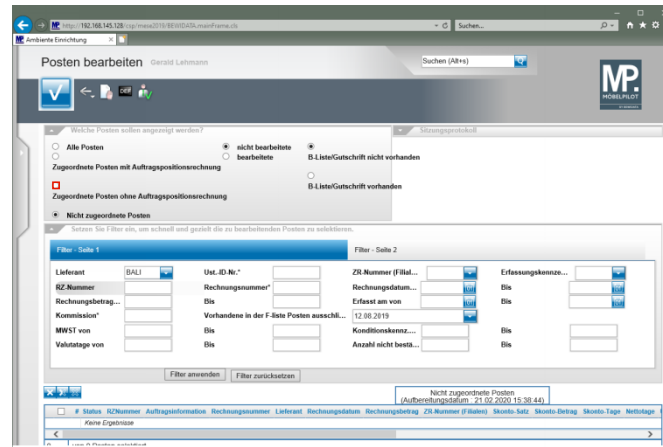 http://192.168.145.128/csp/mese2019/BEWIDATA.mainFrame.cls
Suchen...
Ambiente Einrichtung
Posten bearbeiten Gerald Lehmann
Suchen (Alt+s)
MP.
MÖBELPILOT
Welche Posten sollen angezeigt werden?
Sitzungsprotokoll
Alle Posten
nicht bearbeitete
bearbeitete
B-Liste/Gutschrift nicht vorhanden
Zugeordnete Posten mit Auftragspositionsrechnung
B-Liste/Gutschrift vorhanden
Zugeordnete Posten ohne Auftragspositionsrechnung
Nicht zugeordnete Posten
Setzen Sie Filter ein, um schnell und gezielt die zu bearbeitenden Posten zu selektieren.
Filter - Seite 1 Filter - Seite 2
Lieferant BALI Ust.-ID-Nr.* ZR-Nummer (Filial... Erfassungskennze...
RZ-Nummer Rechnungsnummer* Rechnungsdatum... Bis
Rechnungsbetrag... Bis Erfasst am von Bis
Kommission* Vorhandene in der F-liste Posten ausschli... 12.08.2019
MWST von Bis Konditionskennz.... Bis
Valutatage von Bis Anzahl nicht bestä... Bis
Filter anwenden Filter zurücksetzen
Nicht zugeordnete Posten
(Aufbereitungsdatum : 21.02.2020 15:38:44)
# Status RZNummer Auftragsinformation Rechnungsnummer Lieferant Rechnungsdatum Rechnungsbetrag ZR-Nummer (Filialen) Skonto-Satz Skonto-Betrag Skonto-Tage Nettotage
Keine Ergebnisse
0 von 0 Posten selektiert